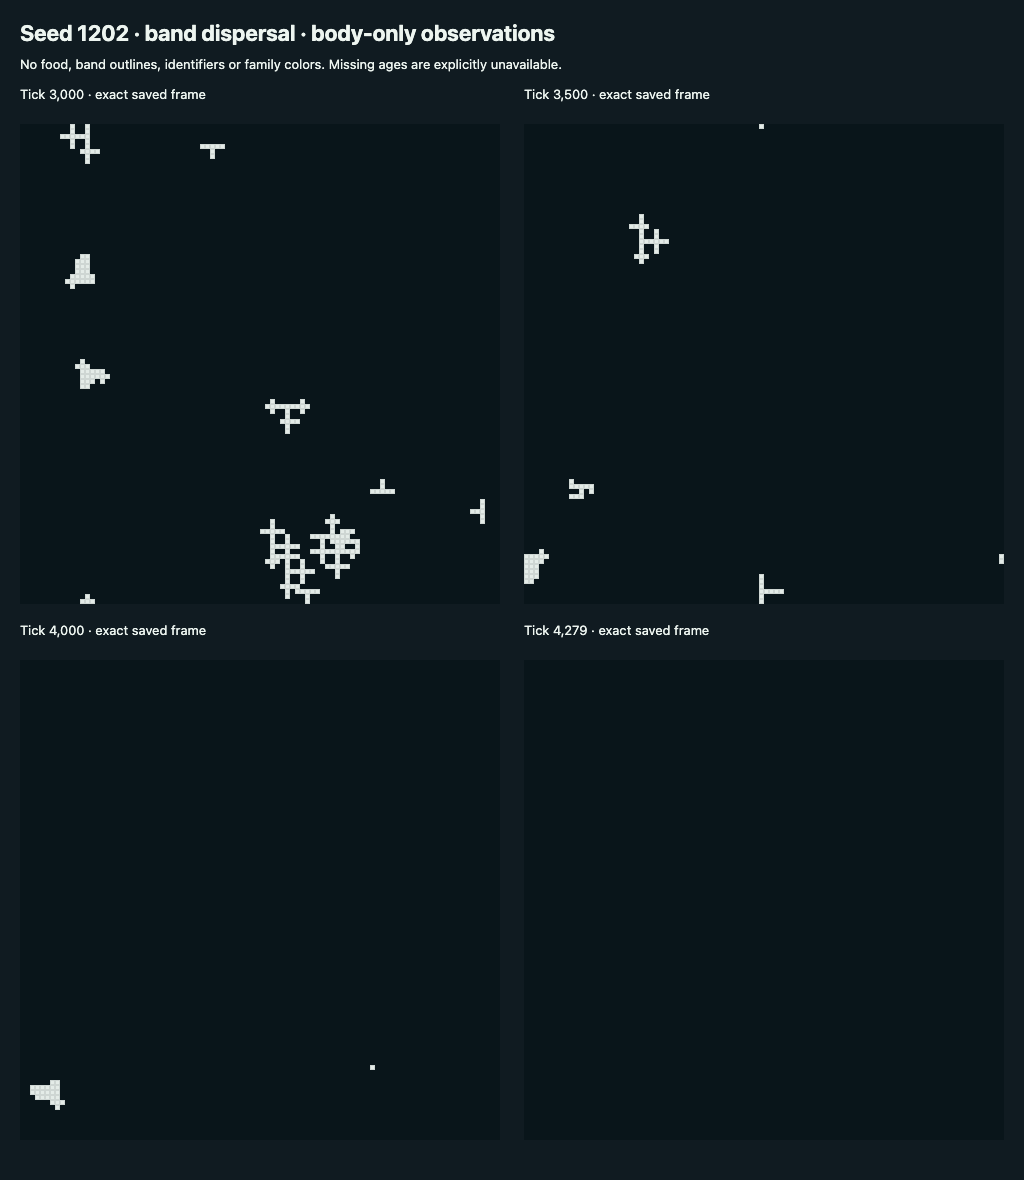 Seed 1202 · band dispersal · body-only observations
No food, band outlines, identifiers or family colors. Missing ages are explicitly unavailable.
Tick 3,000 · exact saved frame
Tick 3,500 · exact saved frame
Tick 4,000 · exact saved frame
Tick 4,279 · exact saved frame